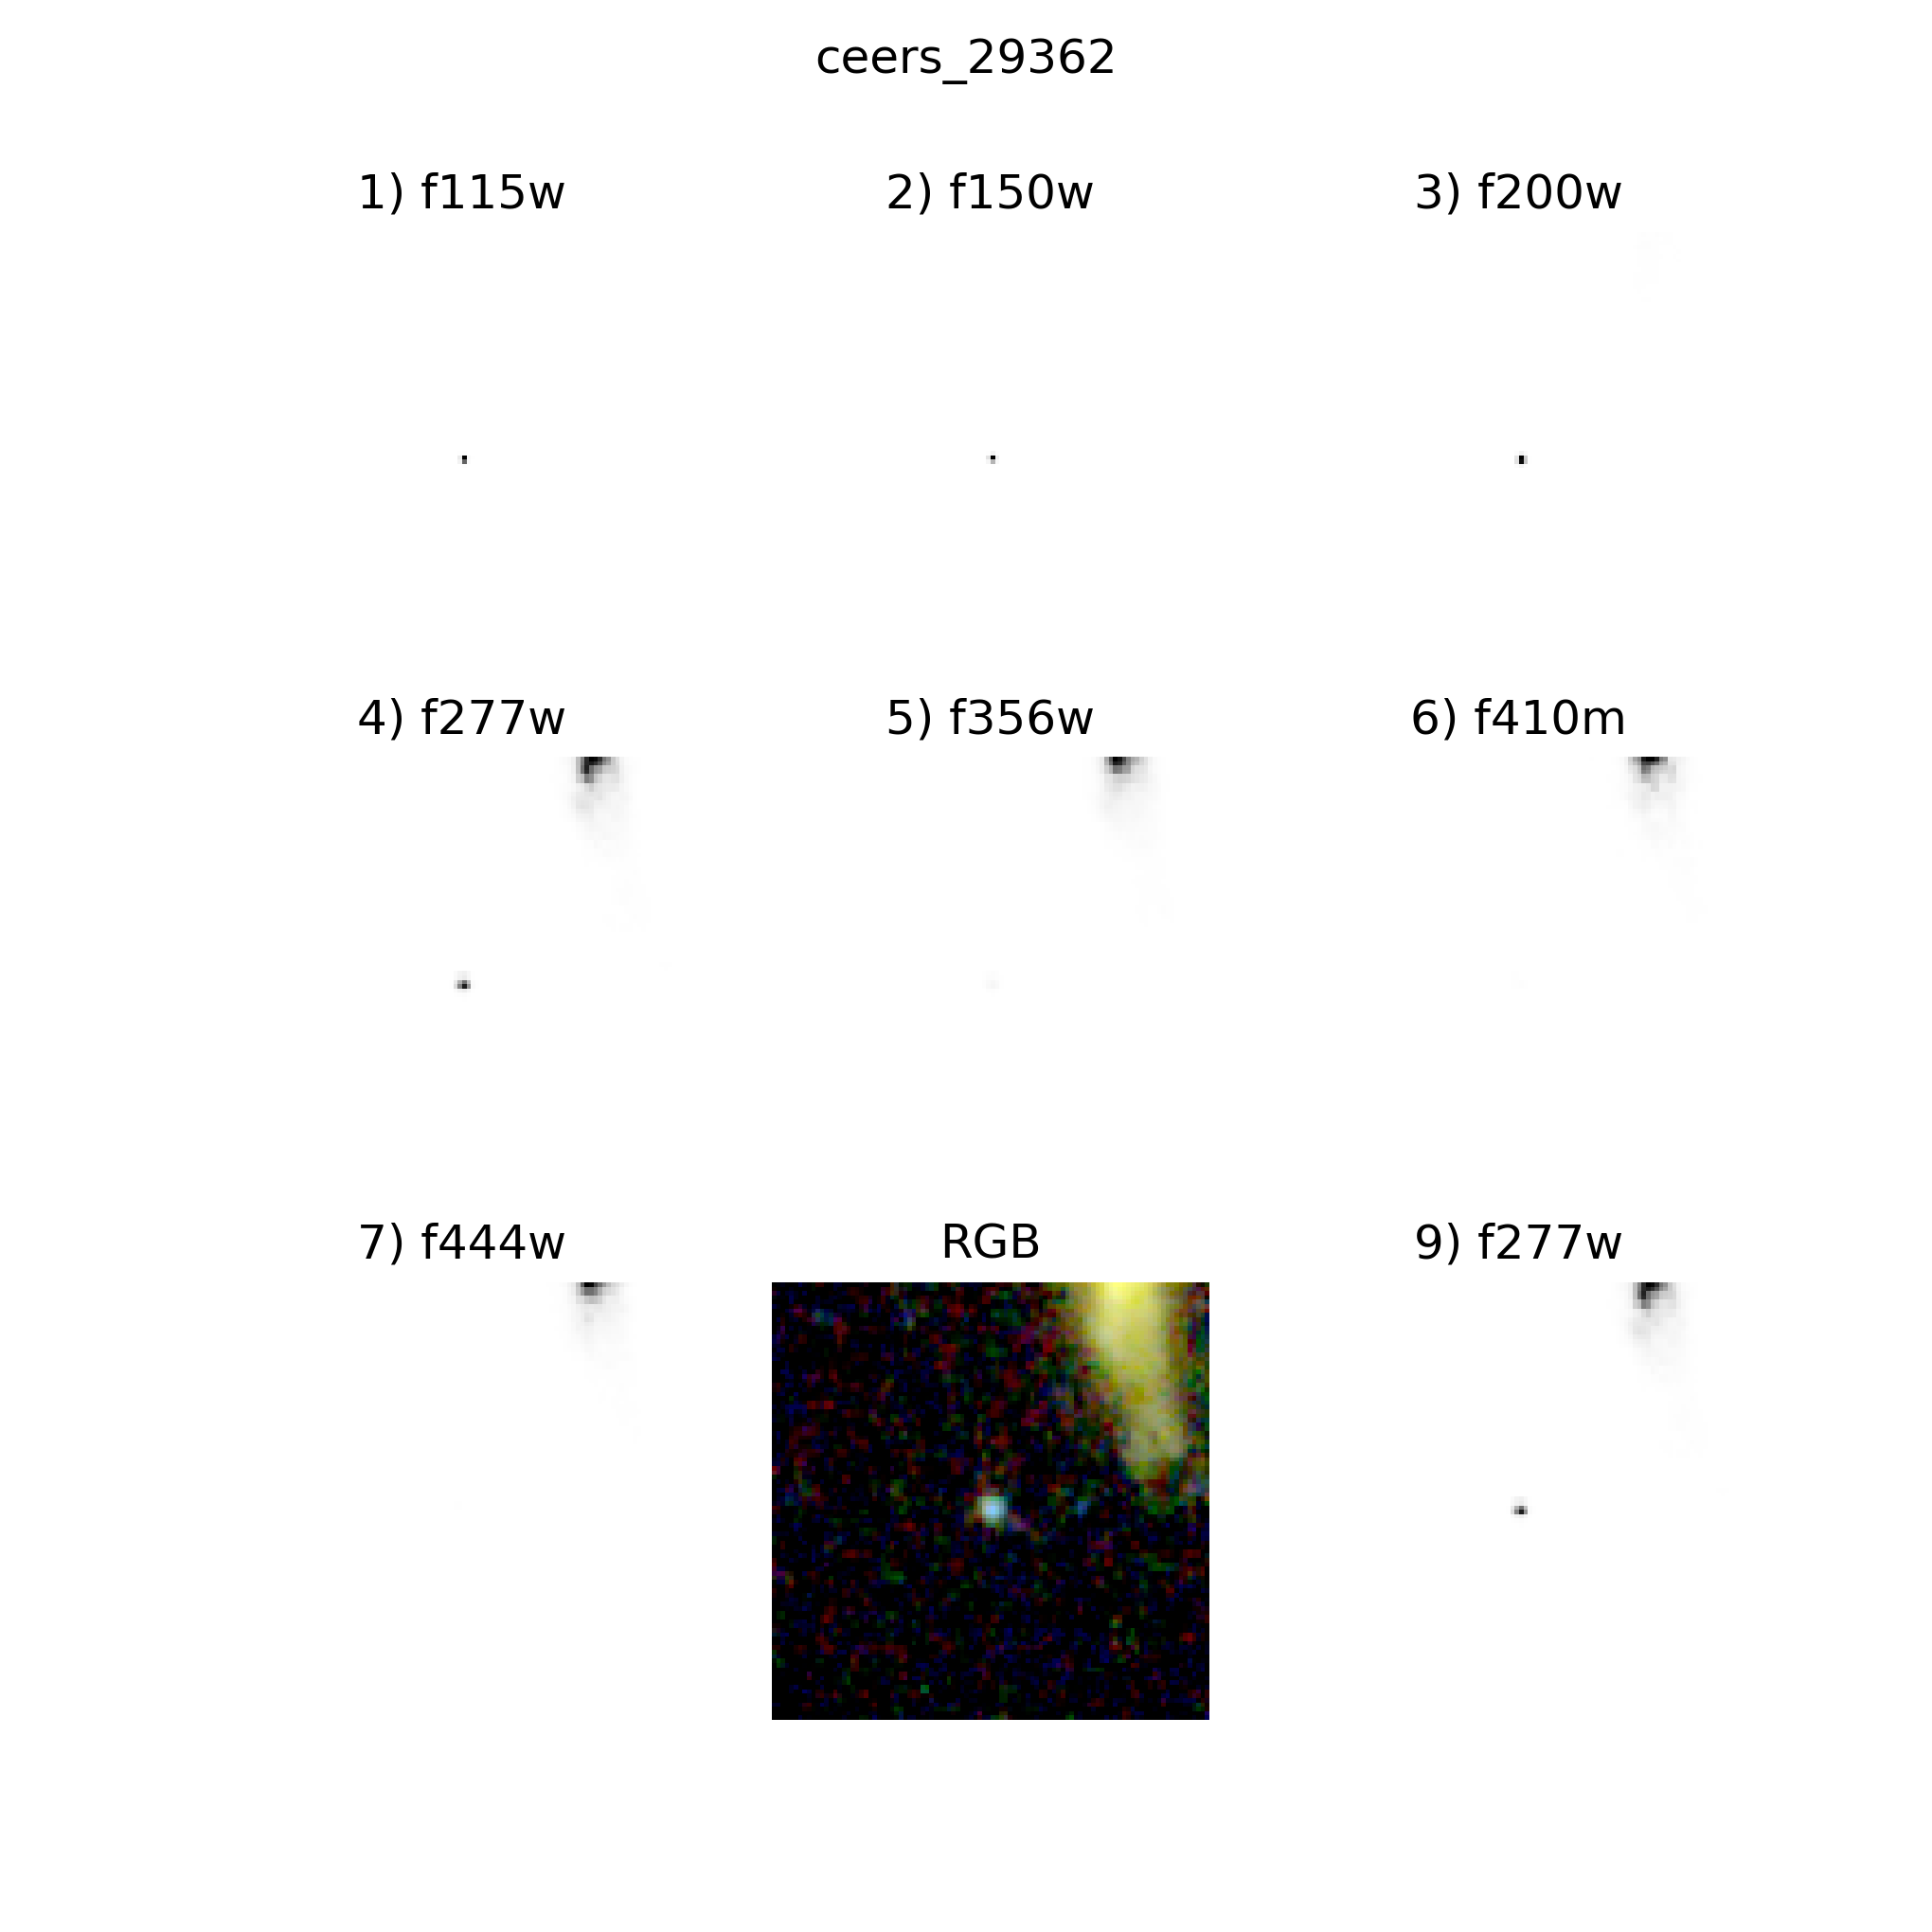 ceers_29362
1) f115w
2) f150w
3) f200w
4) f277w
5) f356w
6) f410m
7) f444w
RGB
9) f277w